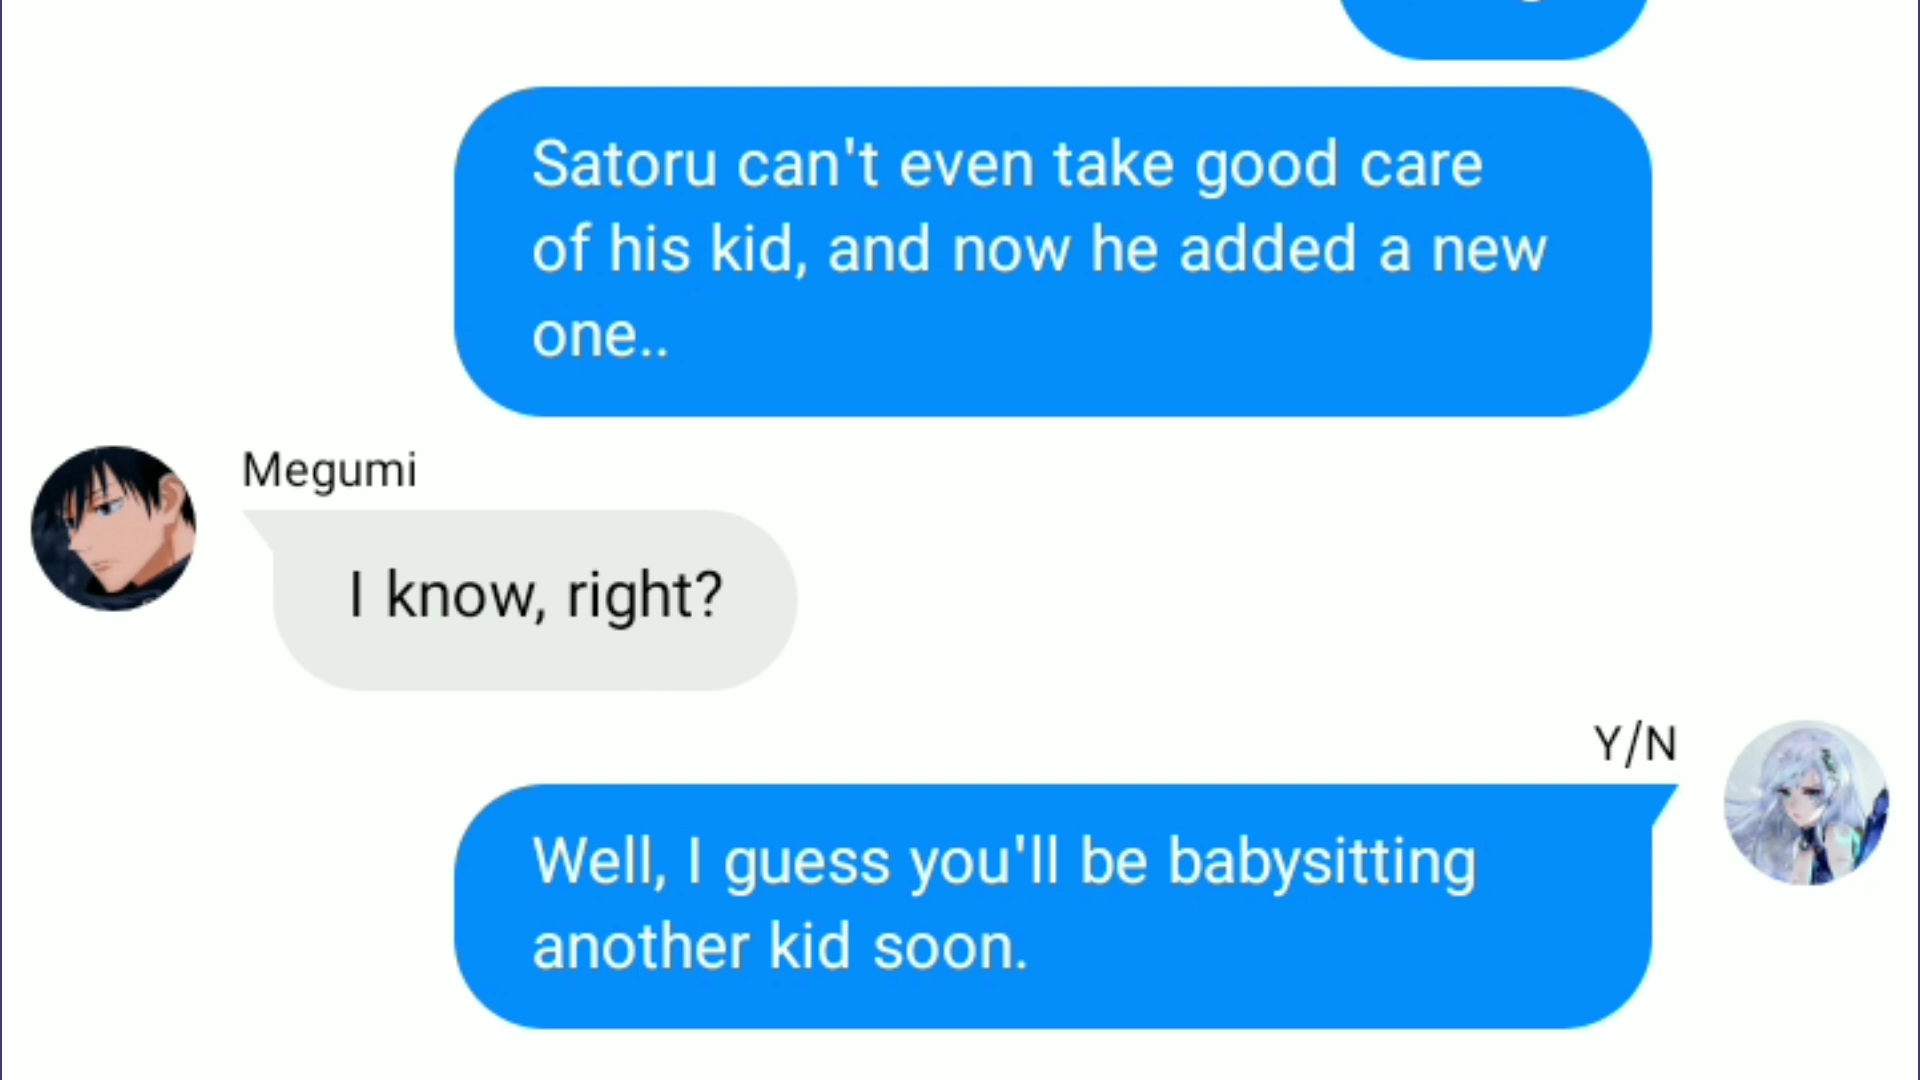 Satoru can't even take good care
of his kid, and now he added a new
one..
Megumi
I know, right?
Y/N
Well, I guess you'll be babysitting
another kid soon.